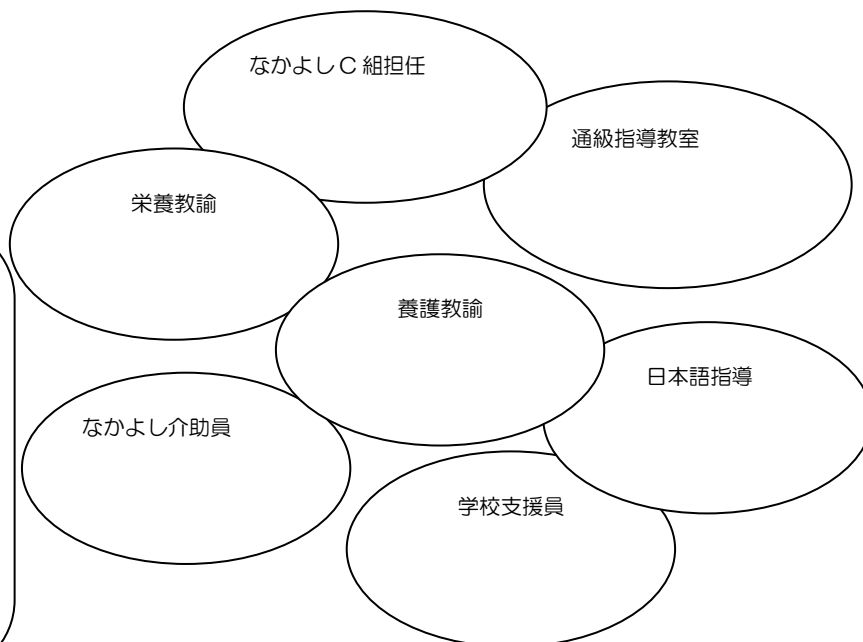 なかよしC組担任
通級指導教室
栄養教諭
養護教諭
日本語指導
なかよし介助員
学校支援員